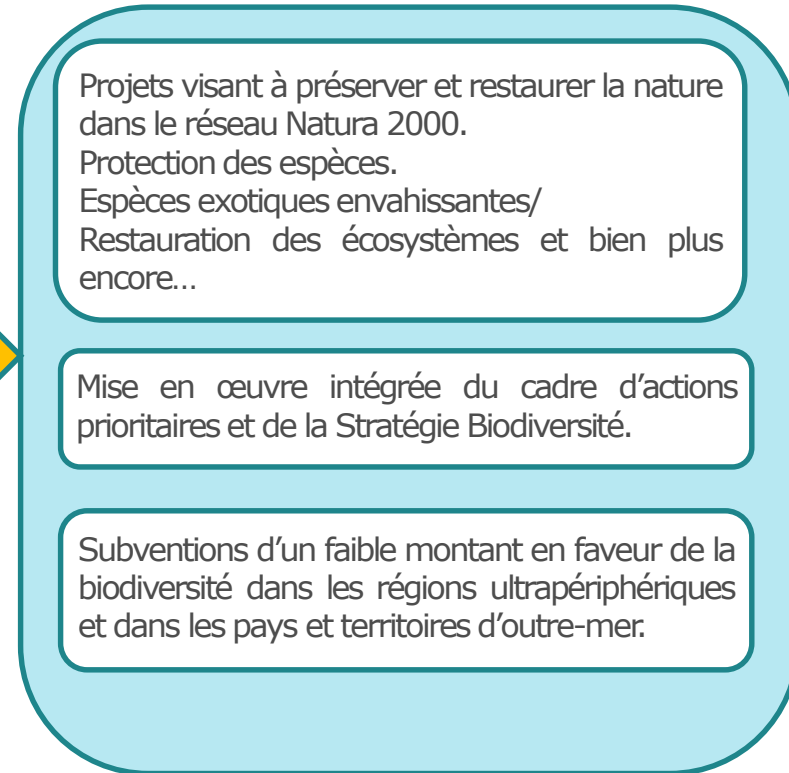 Projets visant à préserver et restaurer la nature
dans le réseau Natura 2000.
Protection des espèces.
Espèces exotiques envahissantes/
Restauration des écosystèmes et bien plus
encore…
Mise en œuvre intégrée du cadre d’actions
prioritaires et de la Stratégie Biodiversité.
Subventions d’un faible montant en faveur de la
biodiversité dans les régions ultrapériphériques
et dans les pays et territoires d’outre-mer.